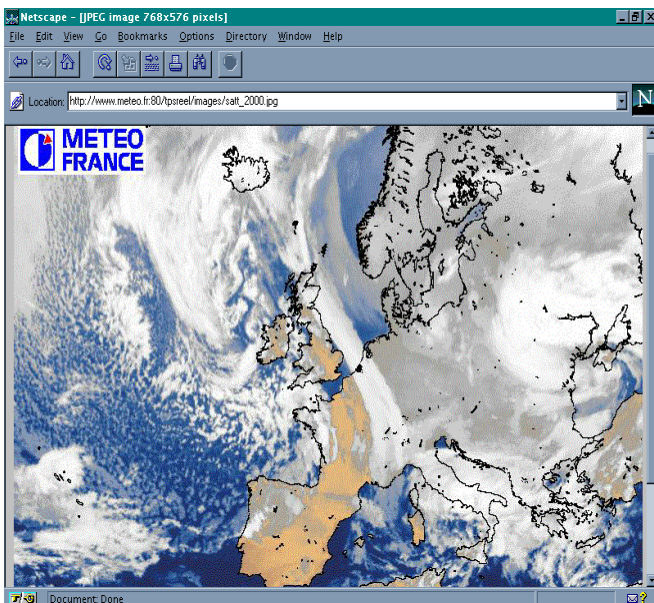 Netscape - [JPEG image 768x576 pixels]
File Edit View Go Bookmarks Options Directory Window Help
Location: http://www.meteo.fr:80/tpsreel/images/satt_2000.jpg
N
METEO
FRANCE
Document: Done